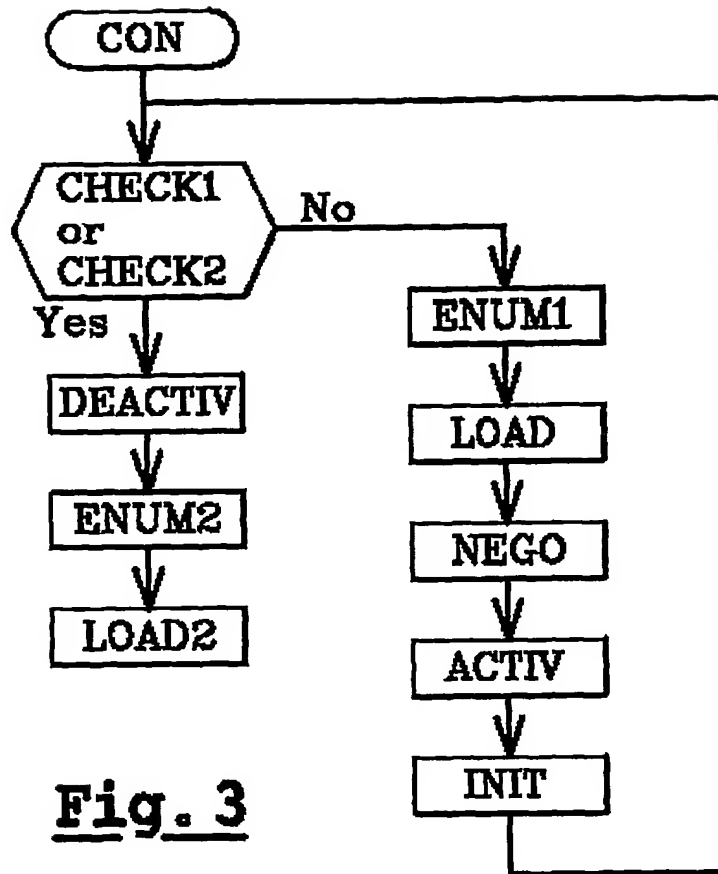 CON
CHECK1
or
CHECK2
No
Yes
ENUM1
DEACTIV
LOAD
ENUM2
NEGO
LOAD2
ACTIV
INIT
Fig. 3